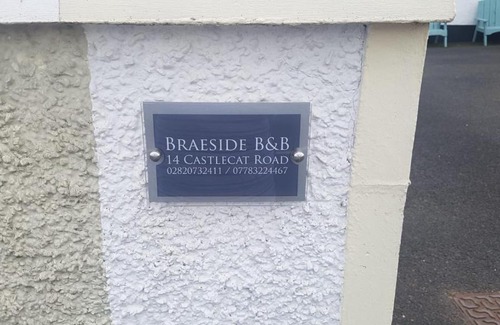 Braeside B&B
14 Castlecat Road
02820732411 / 07783224467